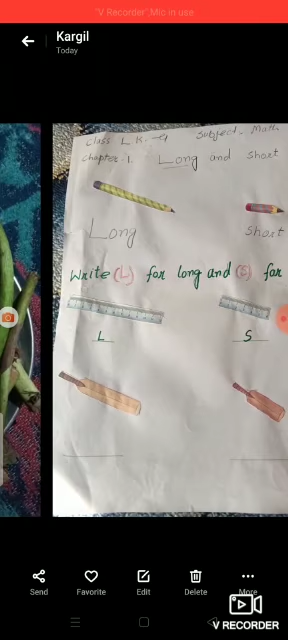 "V Recorder",Mic in use
Kargil
Today
Class L K.-G Subject- Math
Chapter-1 Long and Short
Long Short
Write (L) for long and (S) for
L S
Send Favorite Edit Delete More
V RECORDER